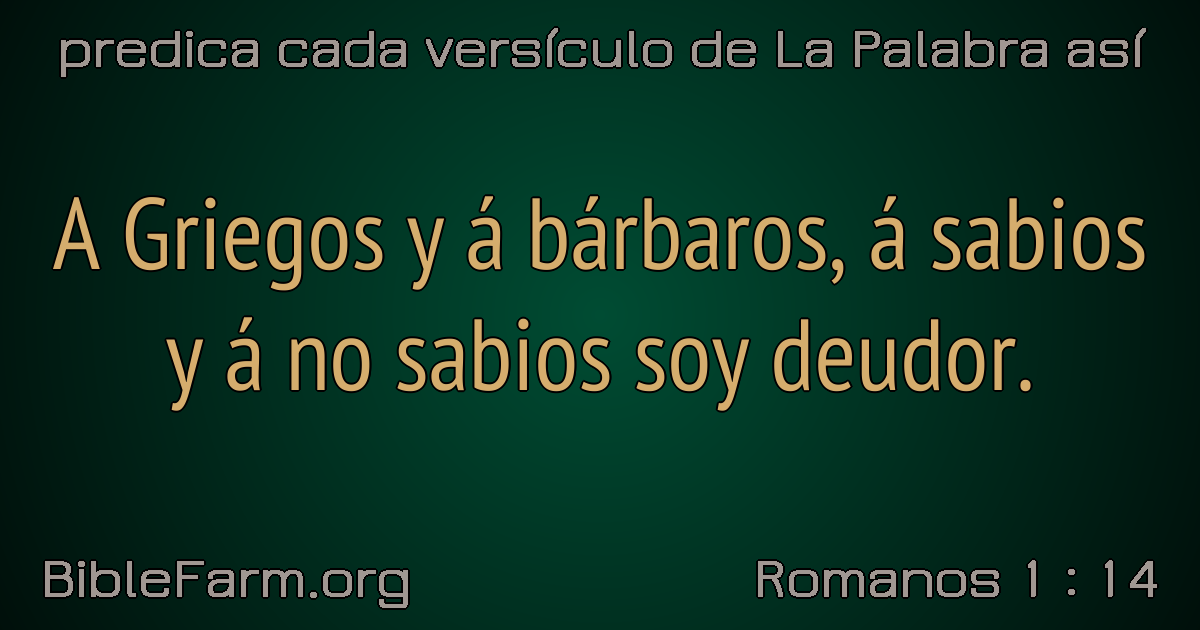 predica cada versículo de La Palabra así
A Griegos y á bárbaros, á sabios
y á no sabios soy deudor.
BibleFarm.org
Romanos 1 : 14